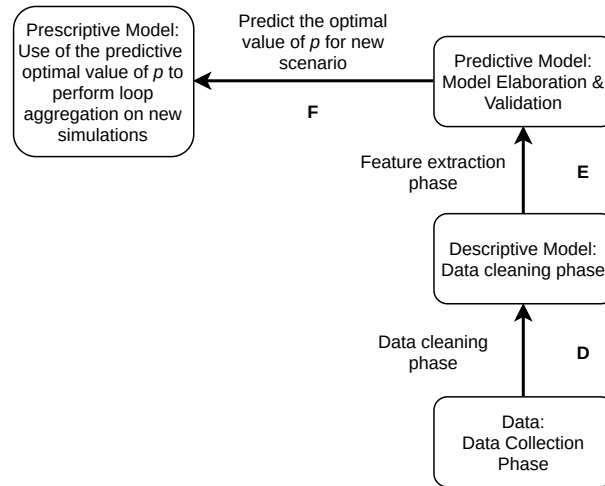 Prescriptive Model:
Use of the predictive
optimal value of p to
perform loop
aggregation on new
simulations
Predict the optimal
value of p for new
scenario
F
Predictive Model:
Model Elaboration &
Validation
Feature extraction
phase
E
Descriptive Model:
Data cleaning phase
Data cleaning
phase
D
Data:
Data Collection
Phase